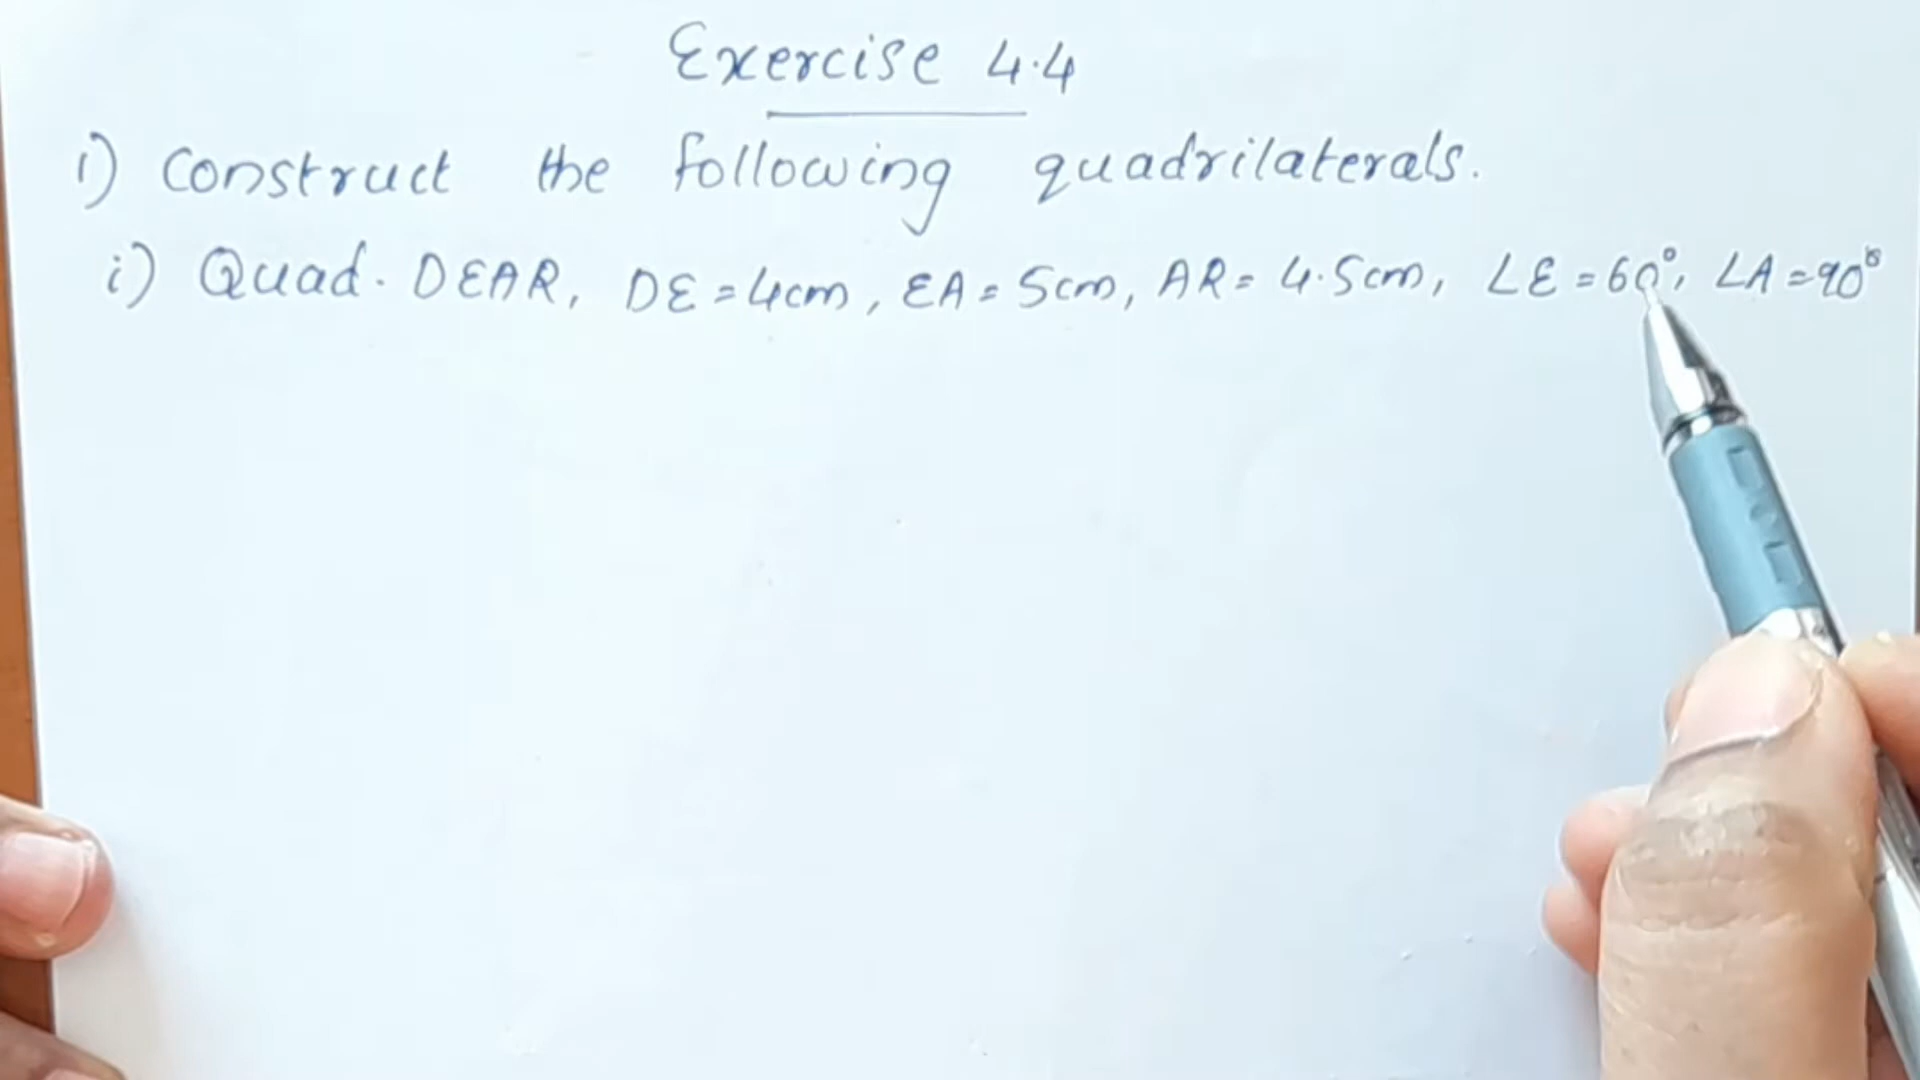 Exercise 4.4
1) Construct the following quadrilaterals.
i) Quad. DEAR, DE = 4cm, EA = 5cm, AR = 4.5cm, ∠E = 60°, ∠A = 90°